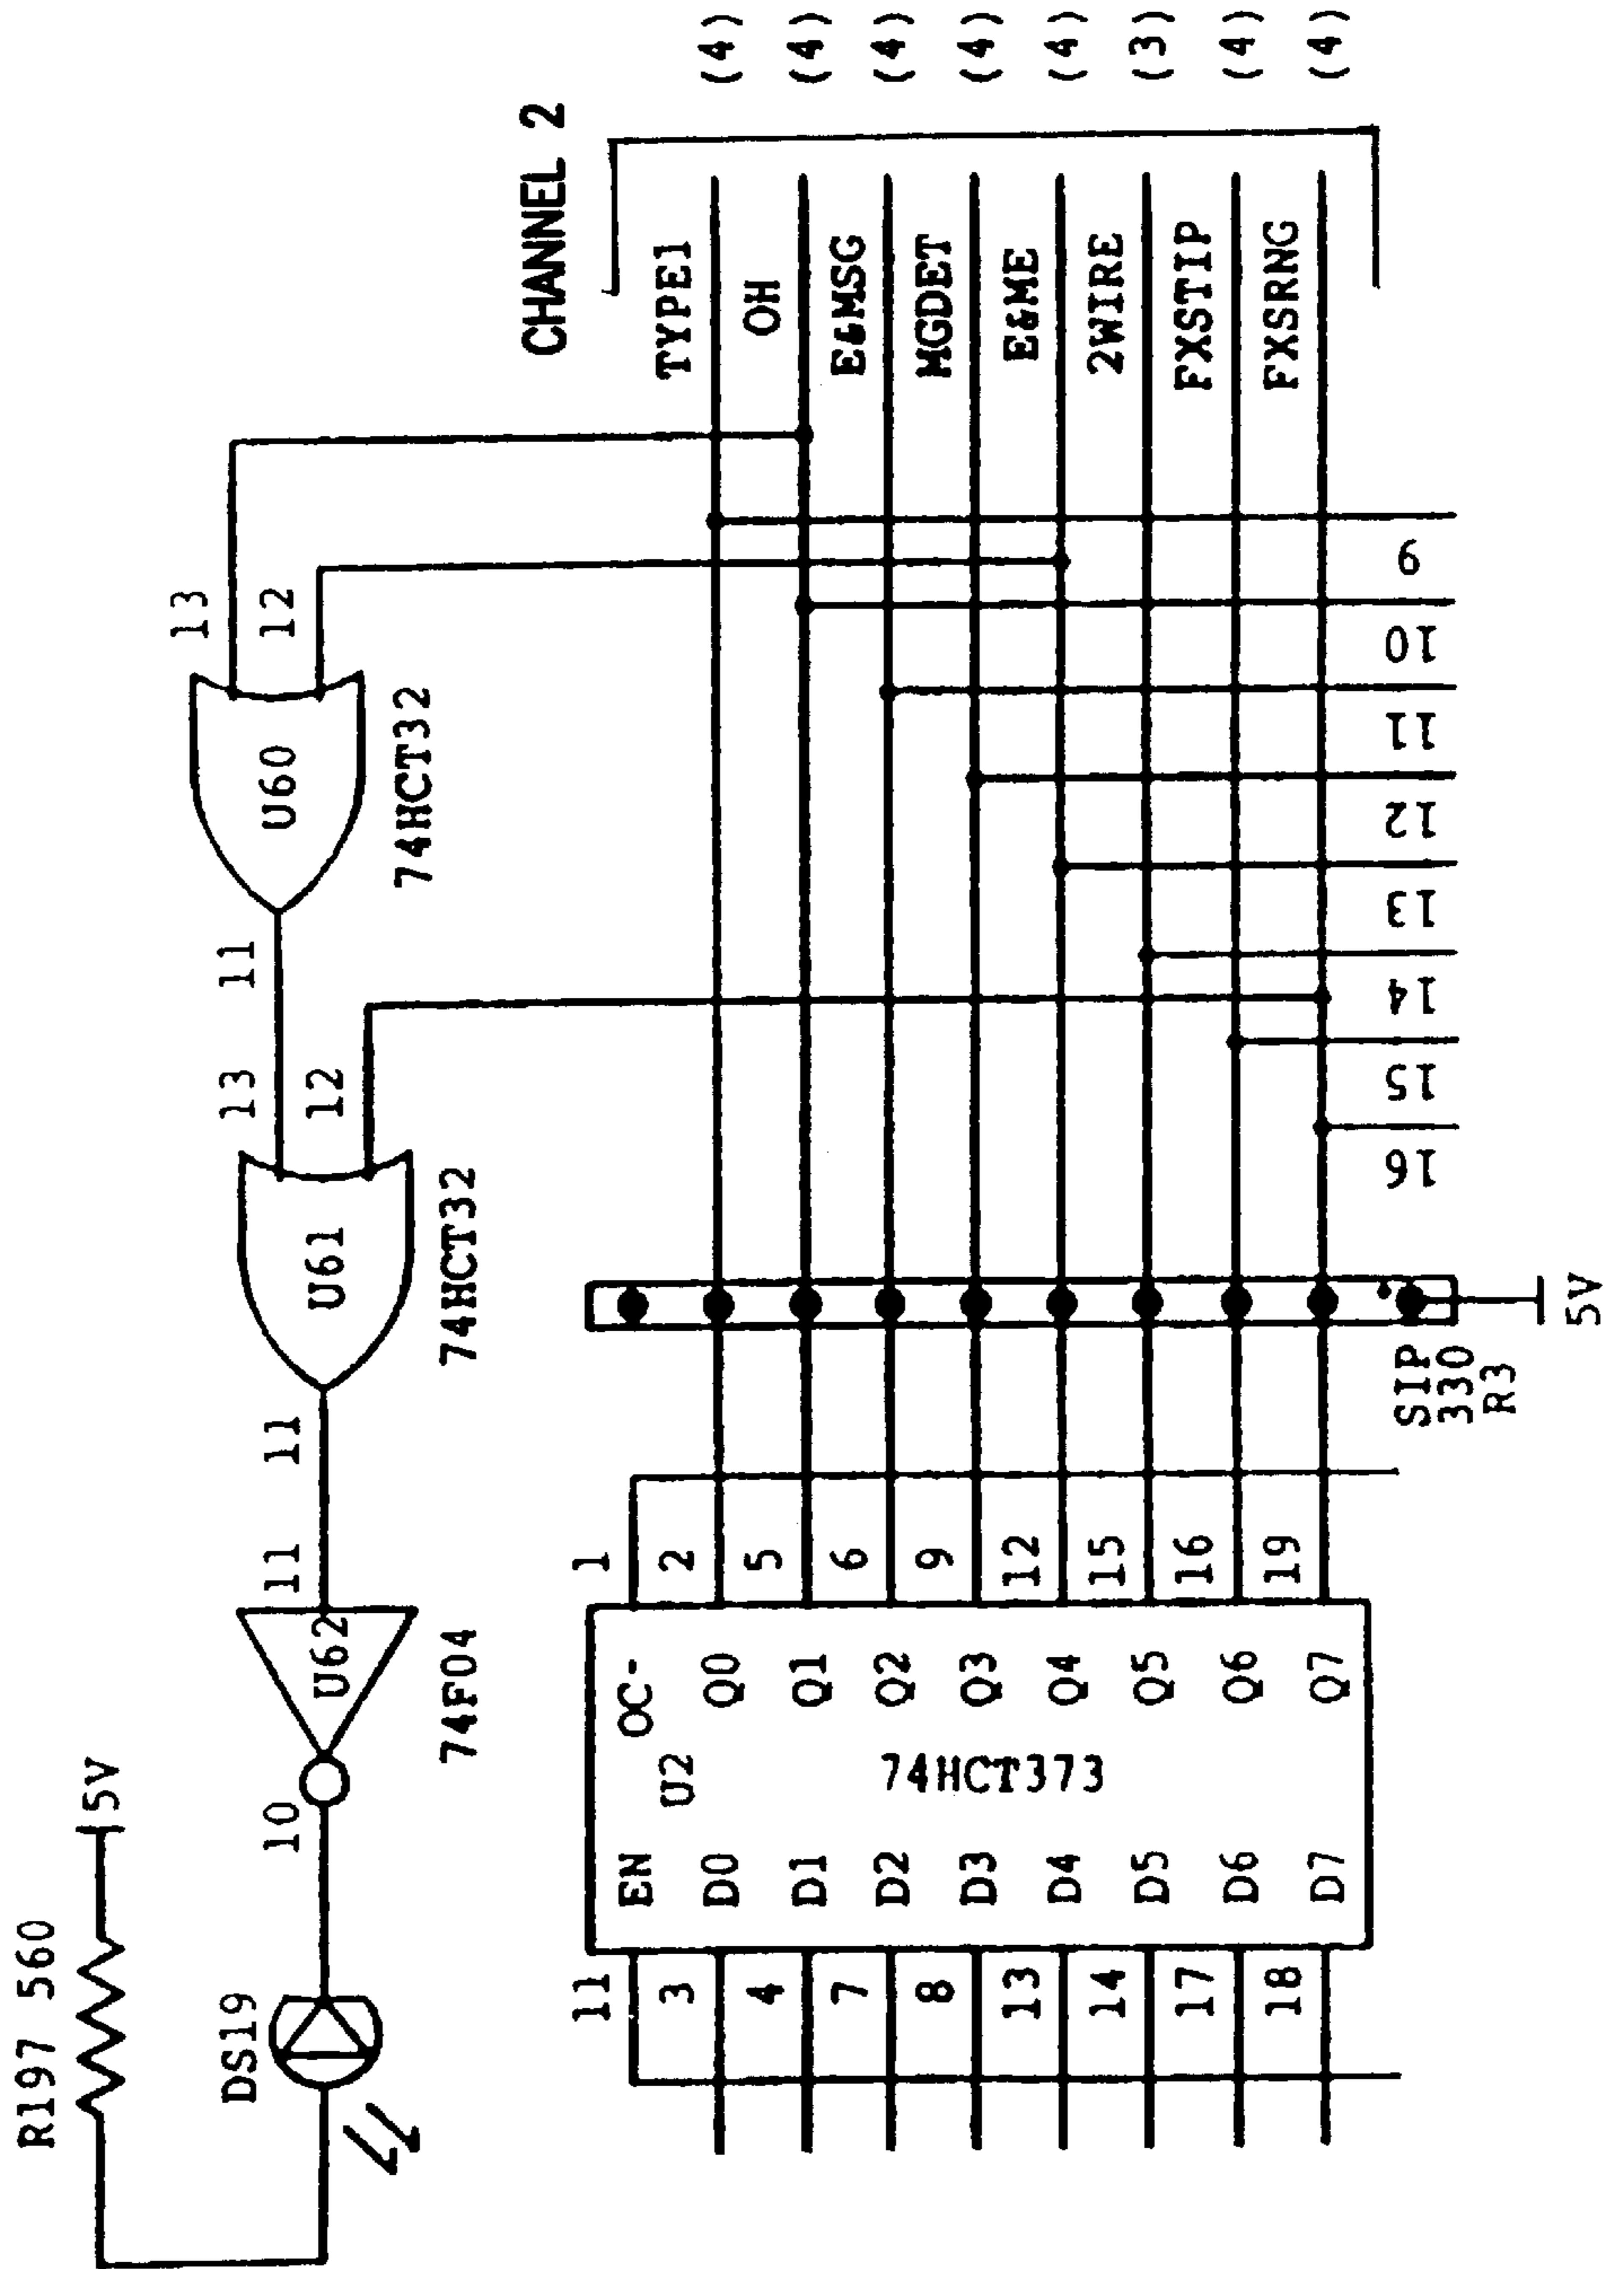 R197 560
5V
DS19
10
U62
74F04
11
11
U61
74HCT32
13
12
11
U60
74HCT32
13
12
CHANNEL 2
11
EN
OC-
1
U2
3
D0
Q0
2
TYPE1
(4)
4
D1
Q1
5
OH
(4)
7
D2
Q2
6
E&MSG
(4)
74HCT373
8
D3
Q3
9
MGDET
(4)
13
D4
Q4
12
E&ME
(4)
14
D5
Q5
15
2WIRE
(3)
17
D6
Q6
16
FXSTIP
(4)
18
D7
Q7
19
FXSRNG
(4)
SIP
330
R3
5V
16
15
14
13
12
11
10
9